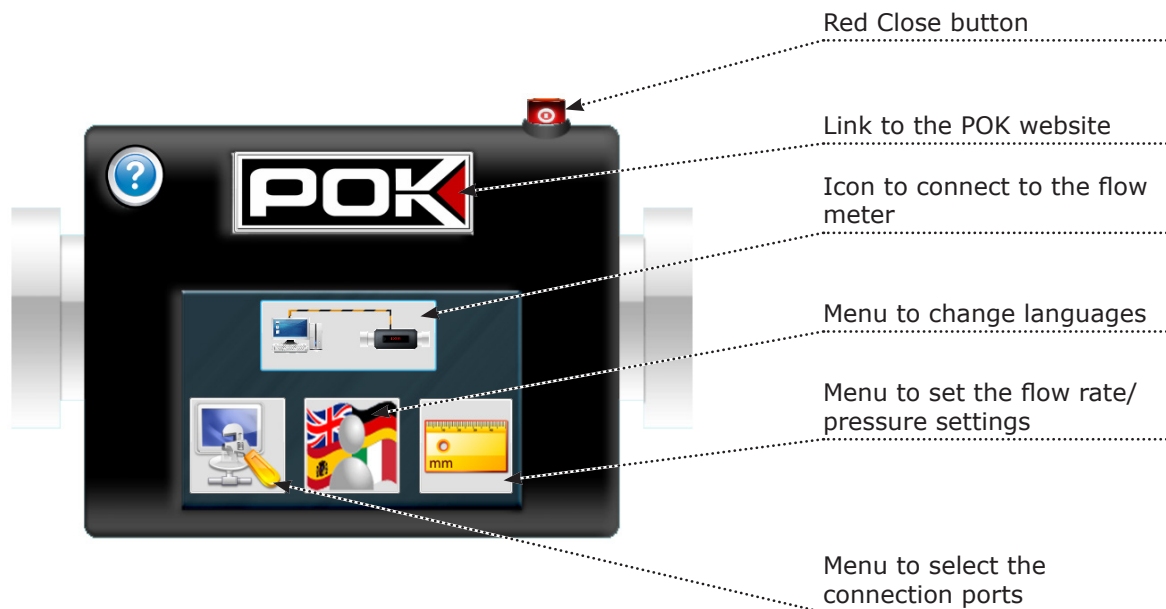 Red Close button
Link to the POK website
?
POK
Icon to connect to the flow
meter
Menu to change languages
Menu to set the flow rate/
pressure settings
mm
Menu to select the
connection ports